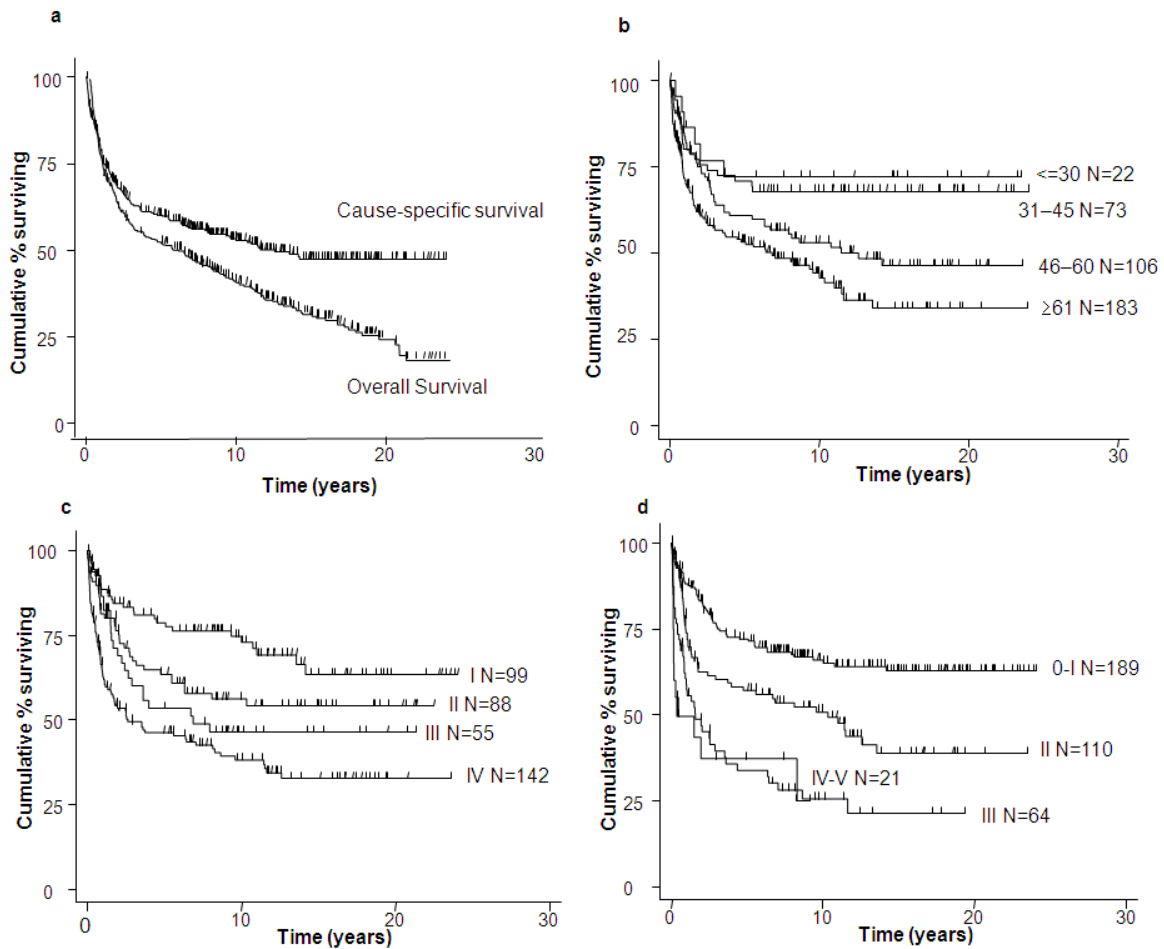 a
100
75
50
25
0
Cumulative % surviving
Cause-specific survival
Overall Survival
0 10 20 30
Time (years)
b
100
75
50
25
0
Cumulative % surviving
<=30 N=22
31–45 N=73
46–60 N=106
≥61 N=183
0 10 20 30
Time (years)
c
100
75
50
25
0
Cumulative % surviving
I N=99
II N=88
III N=55
IV N=142
0 10 20 30
Time (years)
d
100
75
50
25
0
Cumulative % surviving
0-I N=189
II N=110
IV-V N=21
III N=64
0 10 20 30
Time (years)